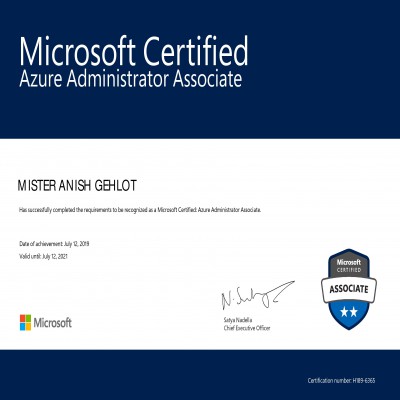 Microsoft Certified
Azure Administrator Associate
MISTER ANISH GEHLOT
Has successfully completed the requirements to be recognized as a Microsoft Certified: Azure Administrator Associate.
Date of achievement: July 12, 2019
Valid until: July 12, 2021
Microsoft
CERTIFIED
ASSOCIATE
Satya Nadella
Chief Executive Officer
Microsoft
Certification number: H189-6365